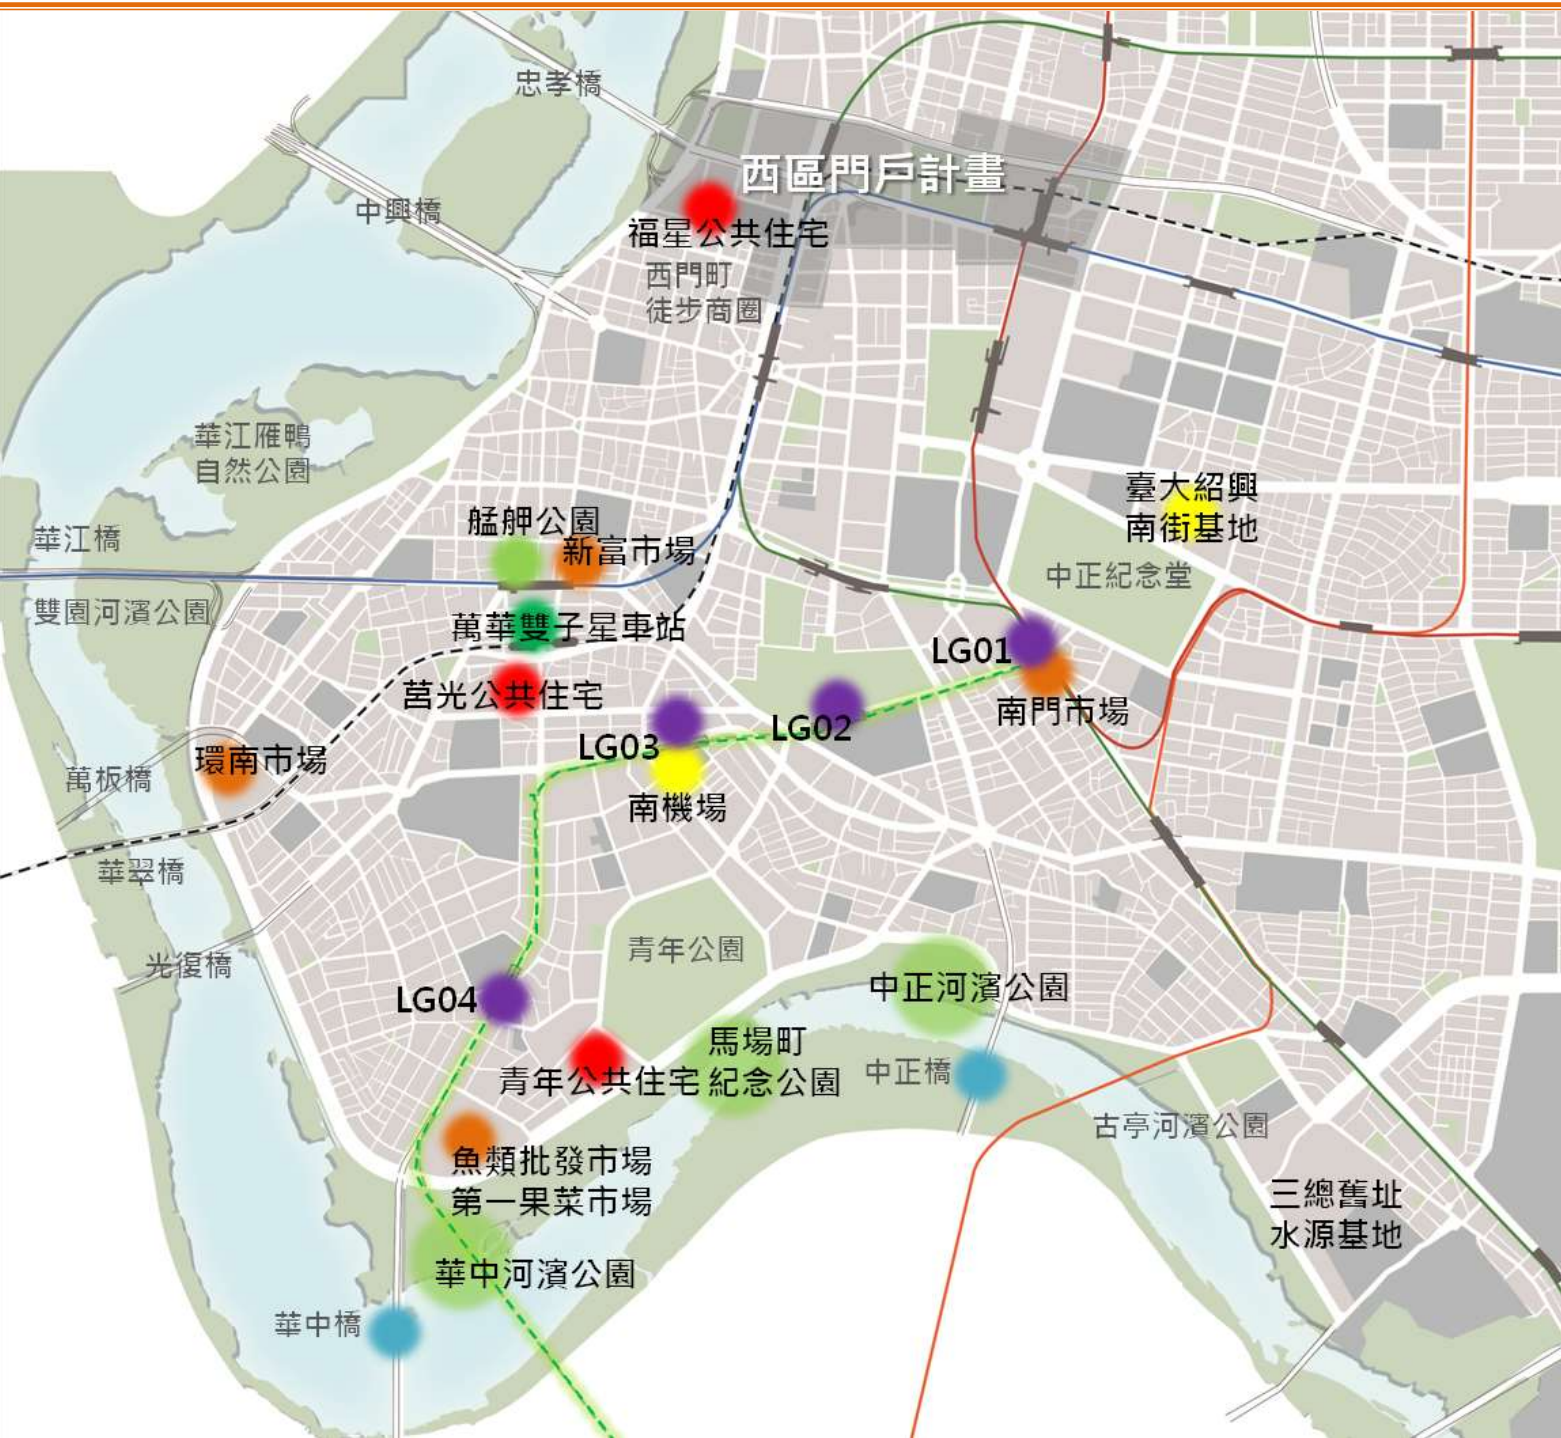 忠孝橋
西區門戶計畫
中興橋
福星公共住宅
西門町
徒步商圈
華江雁鴨
自然公園
臺大紹興
南街基地
艋舺公園
新富市場
華江橋
中正紀念堂
雙園河濱公園
萬華雙子星車站
LG01
莒光公共住宅
南門市場
LG02
LG03
環南市場
萬板橋
南機場
華翠橋
青年公園
光復橋
中正河濱公園
LG04
馬場町
紀念公園
中正橋
青年公共住宅
古亭河濱公園
魚類批發市場
第一果菜市場
三總舊址
水源基地
華中河濱公園
華中橋